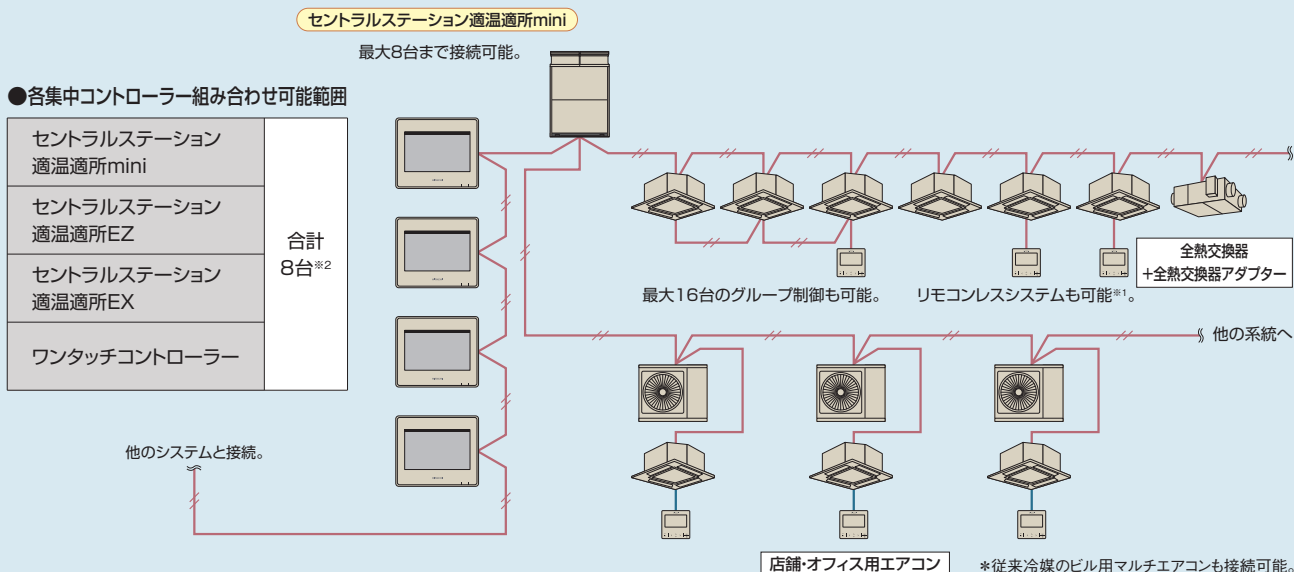 セントラルステーション適温適所mini
最大8台まで接続可能。
●各集中コントローラー組み合わせ可能範囲
セントラルステーション
適温適所mini
セントラルステーション
適温適所EZ
セントラルステーション
適温適所EX
ワンタッチコントローラー
合計
8台※2
最大16台のグループ制御も可能。
リモコンレスシステムも可能※1。
全熱交換器
+全熱交換器アダプター
他の系統へ
他のシステムと接続。
店舗・オフィス用エアコン
*従来冷媒のビル用マルチエアコンも接続可能。